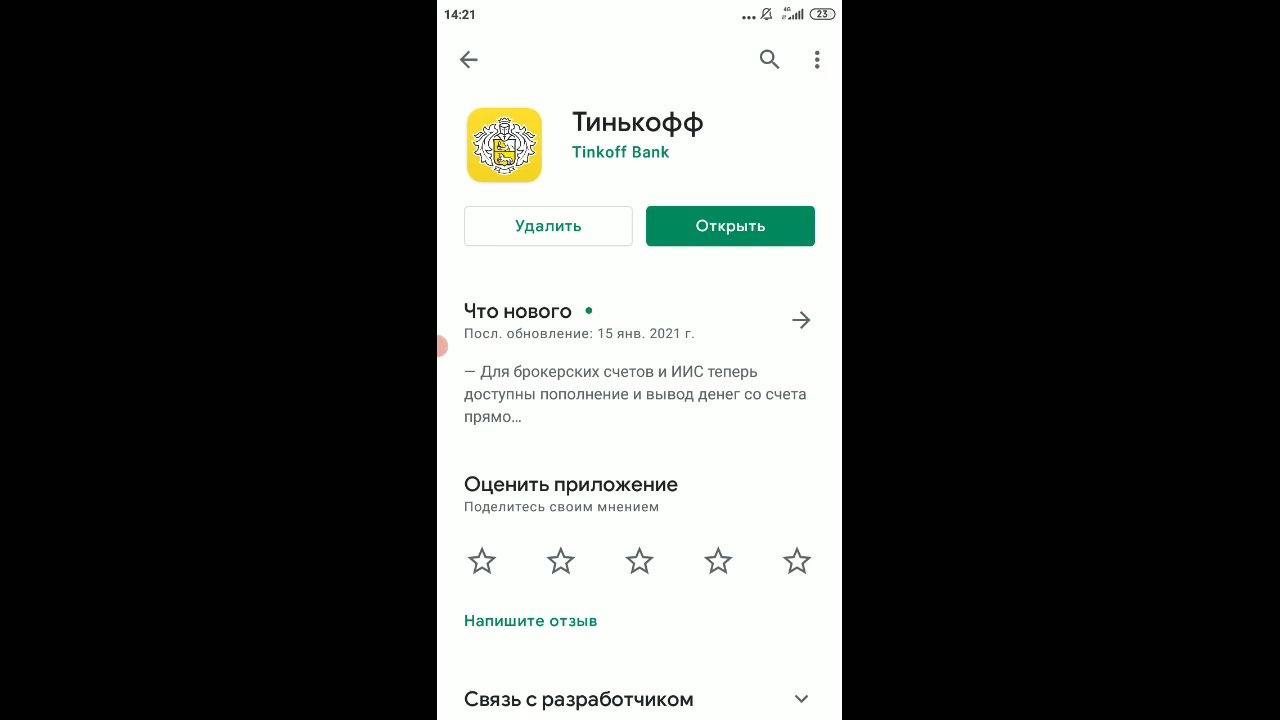 14:21
4G
23
Тинькофф
Tinkoff Bank
Удалить
Открыть
Что нового
Посл. обновление: 15 янв. 2021 г.
— Для брокерских счетов и ИИС теперь
доступны пополнение и вывод денег со счета
прямо...
Оценить приложение
Поделитесь своим мнением
Напишите отзыв
Связь с разработчиком